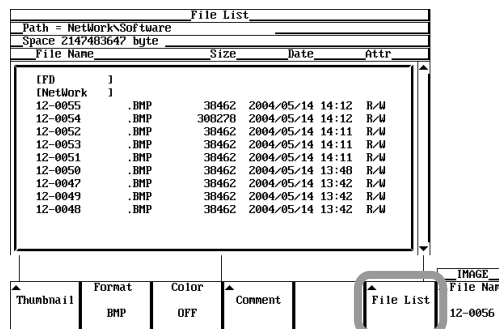 File List
Path = NetWork\Software
Space 2147483647 byte
File Name Size Date Attr
[FD ]
[NetWork ]
12-0055 .BMP 38462 2004/05/14 14:12 R/W
12-0054 .BMP 308278 2004/05/14 14:12 R/W
12-0052 .BMP 38462 2004/05/14 14:11 R/W
12-0053 .BMP 38462 2004/05/14 14:11 R/W
12-0051 .BMP 38462 2004/05/14 14:11 R/W
12-0050 .BMP 38462 2004/05/14 13:48 R/W
12-0047 .BMP 38462 2004/05/14 13:42 R/W
12-0049 .BMP 38462 2004/05/14 13:42 R/W
12-0048 .BMP 38462 2004/05/14 13:42 R/W
IMAGE
Thumbnail Format BMP Color OFF Comment File List File Nam
12-0056